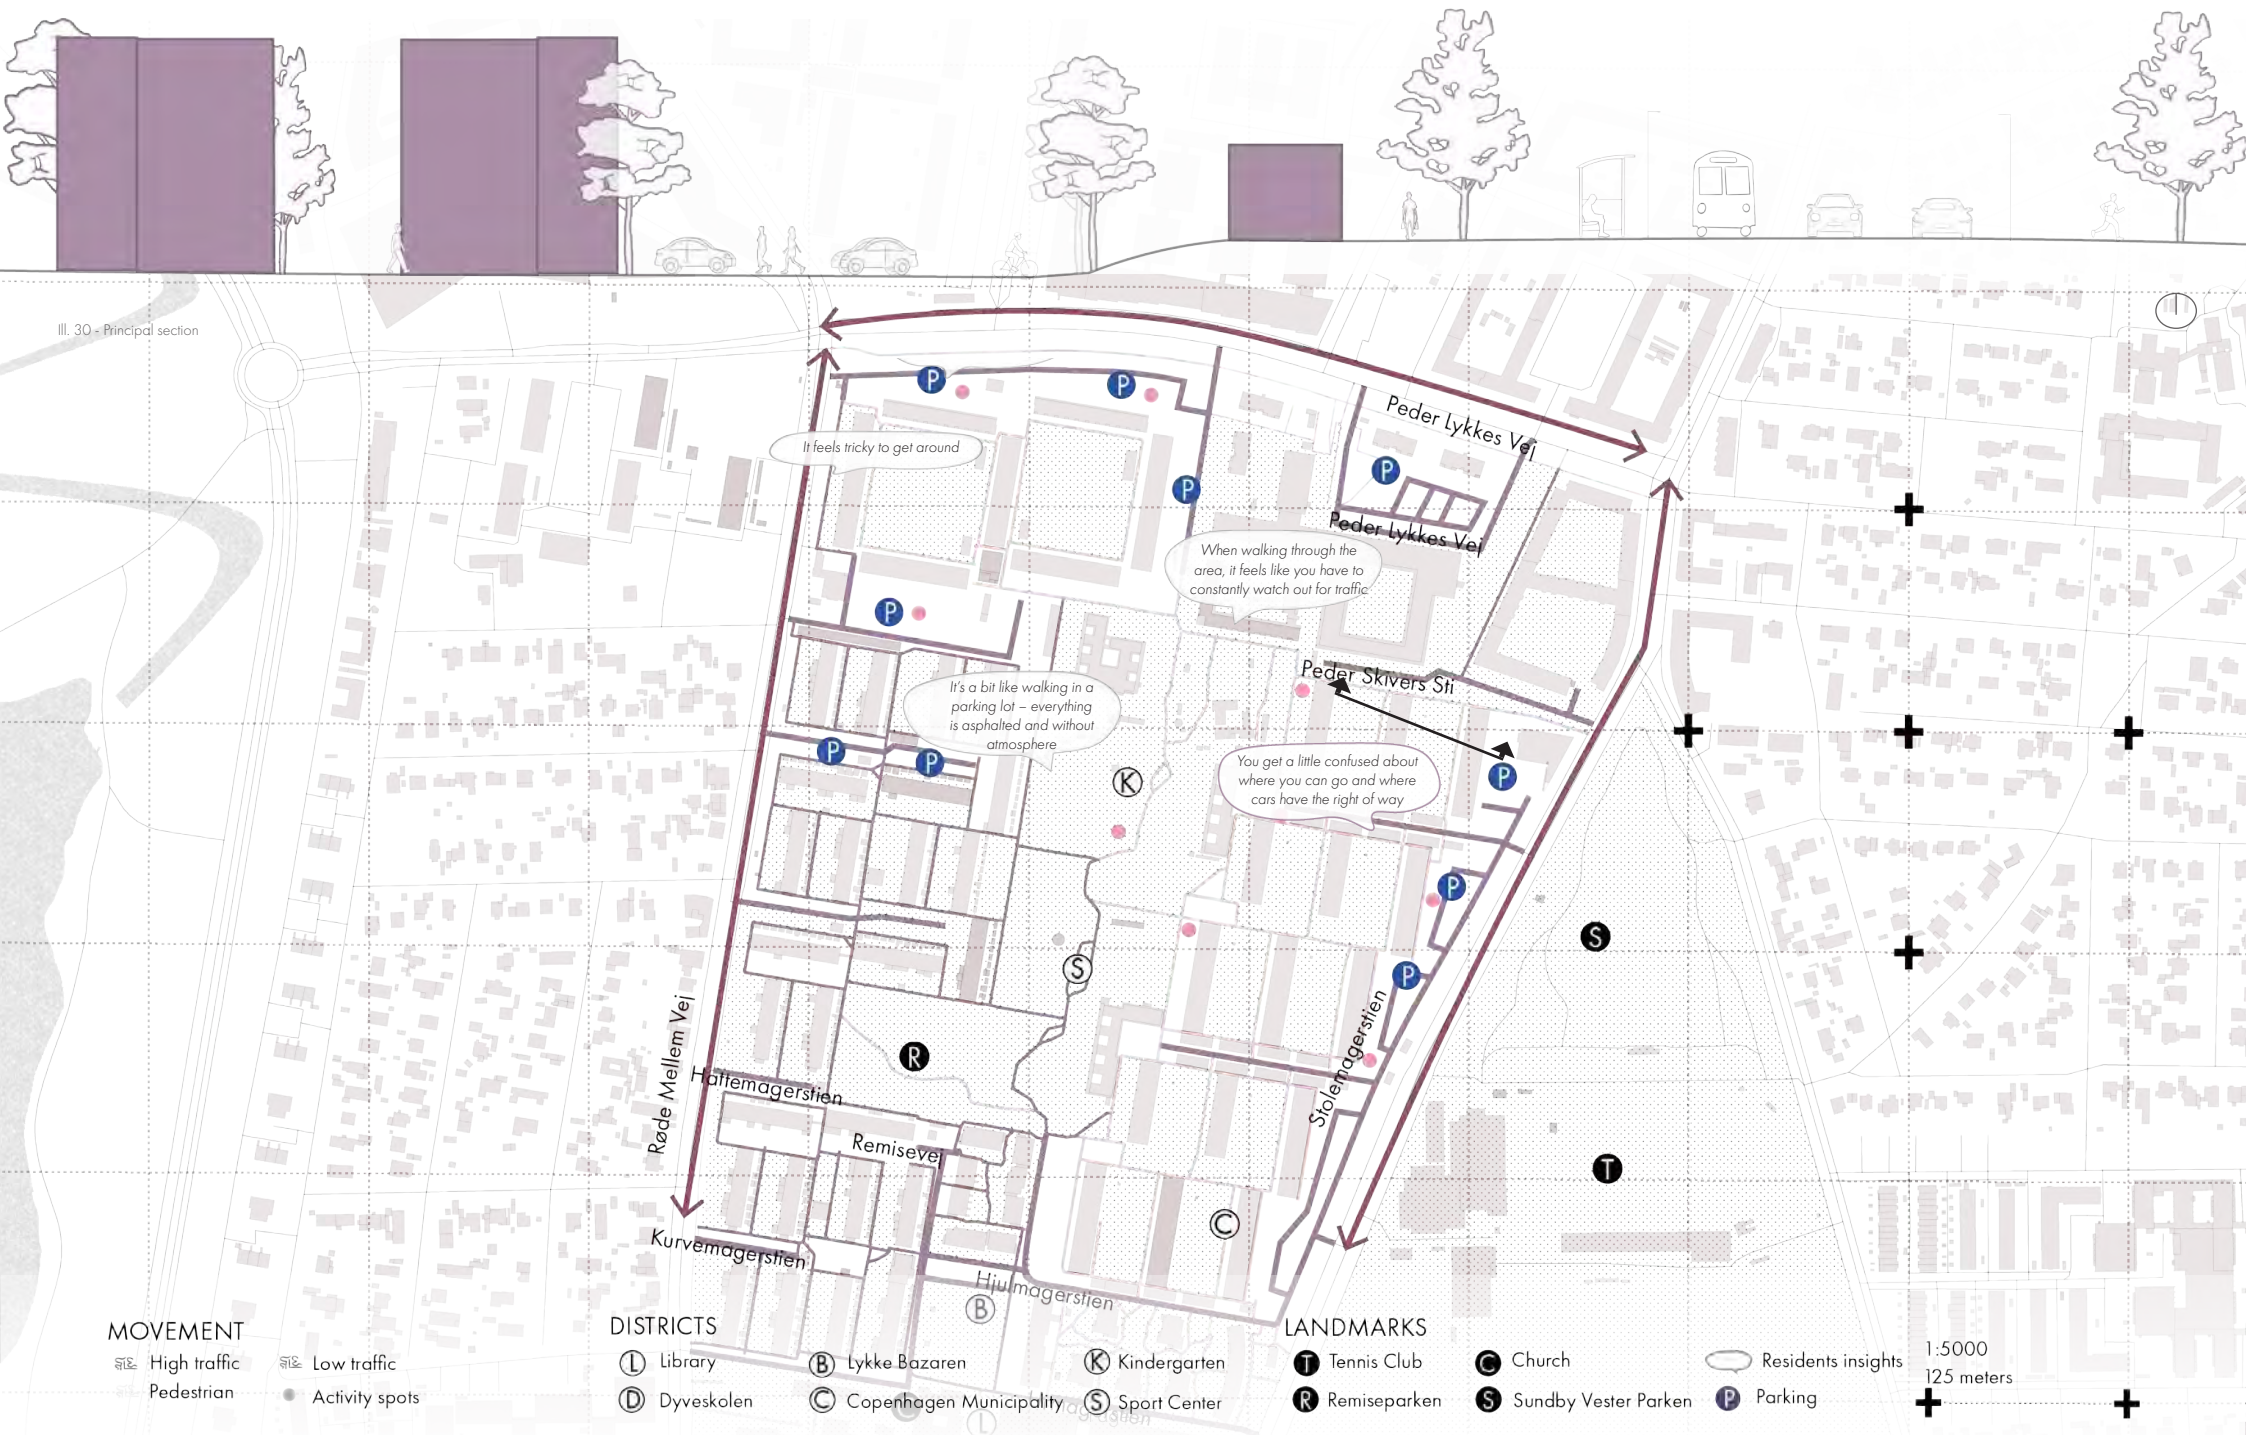 Ill. 30 - Principal section
P
P
Peder Lykkes Vej
It feels tricky to get around
P
P
Peder Lykkes Vej
When walking through the
area, it feels like you have to
constantly watch out for traffic
P
Peder Skivers Sti
It's a bit like walking in a
parking lot – everything
is asphalted and without
atmosphere
P
P
You get a little confused about
where you can go and where
cars have the right of way
P
K
P
S
S
P
Røde Mellem Vej
R
Stolemagerstien
Hattemagerstien
Remisevej
T
C
Kurvemagerstien
Hjulmagerstien
B
L
MOVEMENT
High traffic
Low traffic
Pedestrian
Activity spots
DISTRICTS
L Library
B Lykke Bazaren
K Kindergarten
D Dyveskolen
C Copenhagen Municipality
S Sport Center
LANDMARKS
T Tennis Club
C Church
Residents insights
R Remiseparken
S Sundby Vester Parken
P Parking
1:5000
125 meters